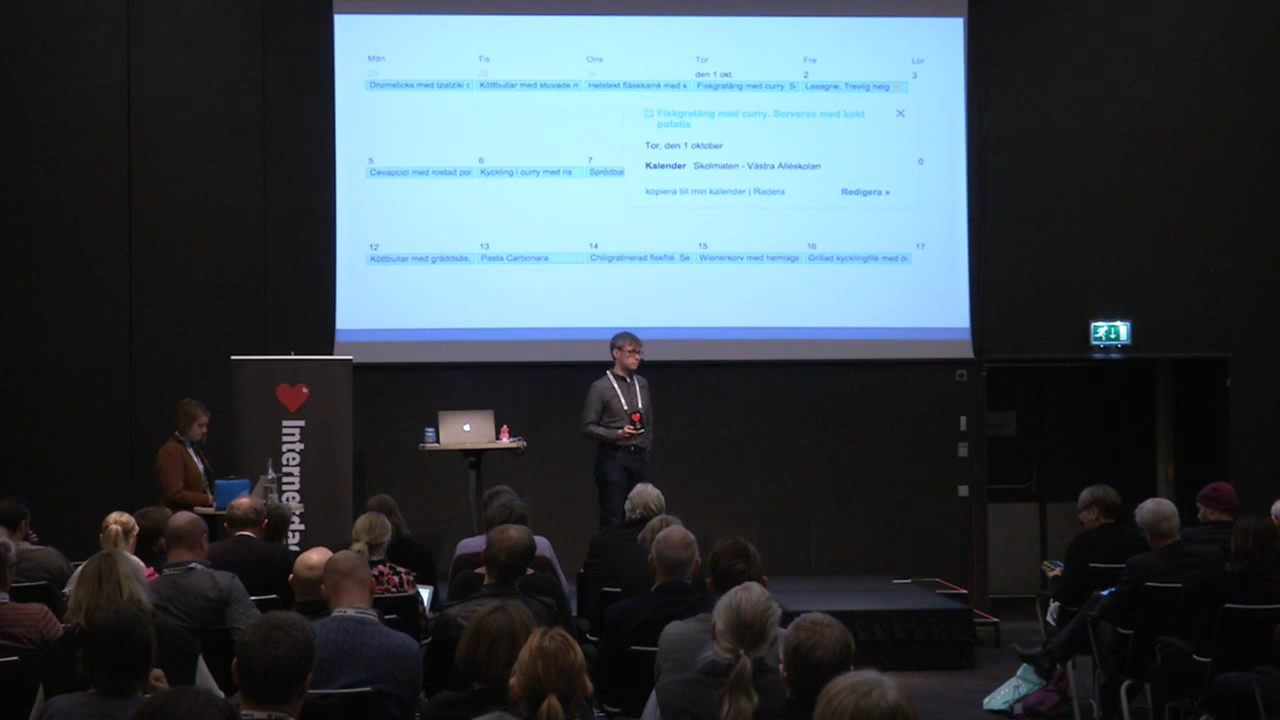 Mån Tis Ons Tor Fre Lör
den 1 okt. 2 3
Drumsticks med tzatziki Köttbullar med stuvade Helstekt fläskkarré med k Fiskgratäng med curry. S Lasagne, Trevlig helg
Fiskgratäng med curry. Serveras med kokt
potatis
Tor, den 1 oktober
5 6 7
Kalender Skolmaten - Västra Alléskolan
Cevapcici med rostad pot Kyckling i curry med ris
kopiera till min kalender | Radera Redigera »
12 13 14 15 16 17
Köttbullar med gräddsås, Pasta Carbonara Chiligratinerad fiskfilé. Se Wienerkorv med hemlaga Grillad kycklingfilé med
Internetdag